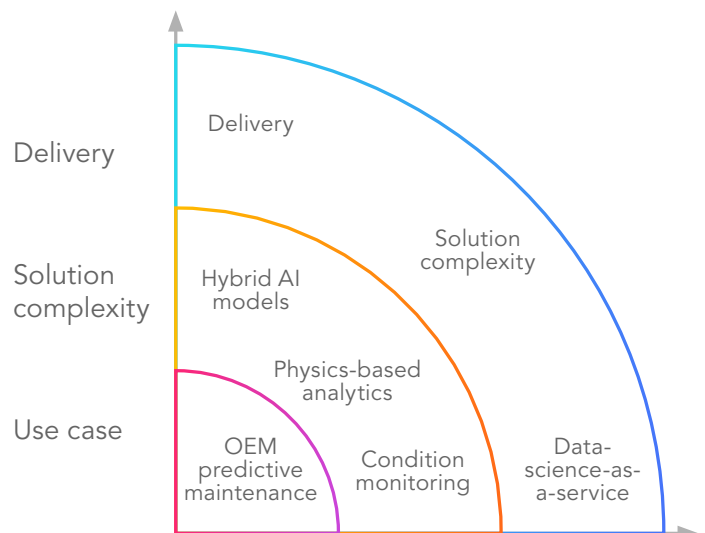 Delivery
Delivery
Solution
complexity
Solution
complexity
Hybrid AI
models
Physics-based
analytics
Use case
OEM
predictive
maintenance
Condition
monitoring
Data-
science-as-
a-service